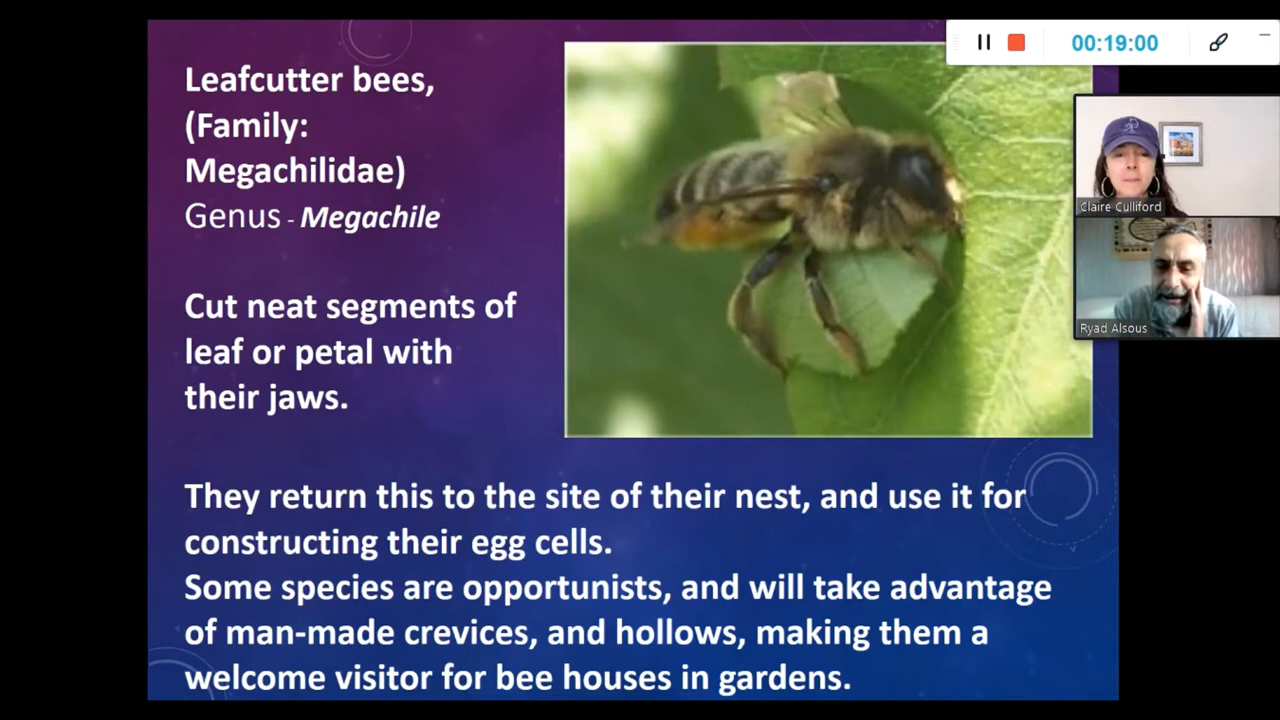 Leafcutter bees,
(Family:
Megachilidae)
Genus - Megachile
Cut neat segments of
leaf or petal with
their jaws.
They return this to the site of their nest, and use it for
constructing their egg cells.
Some species are opportunists, and will take advantage
of man-made crevices, and hollows, making them a
welcome visitor for bee houses in gardens.
00:19:00
Claire Culliford
Ryad Alsous